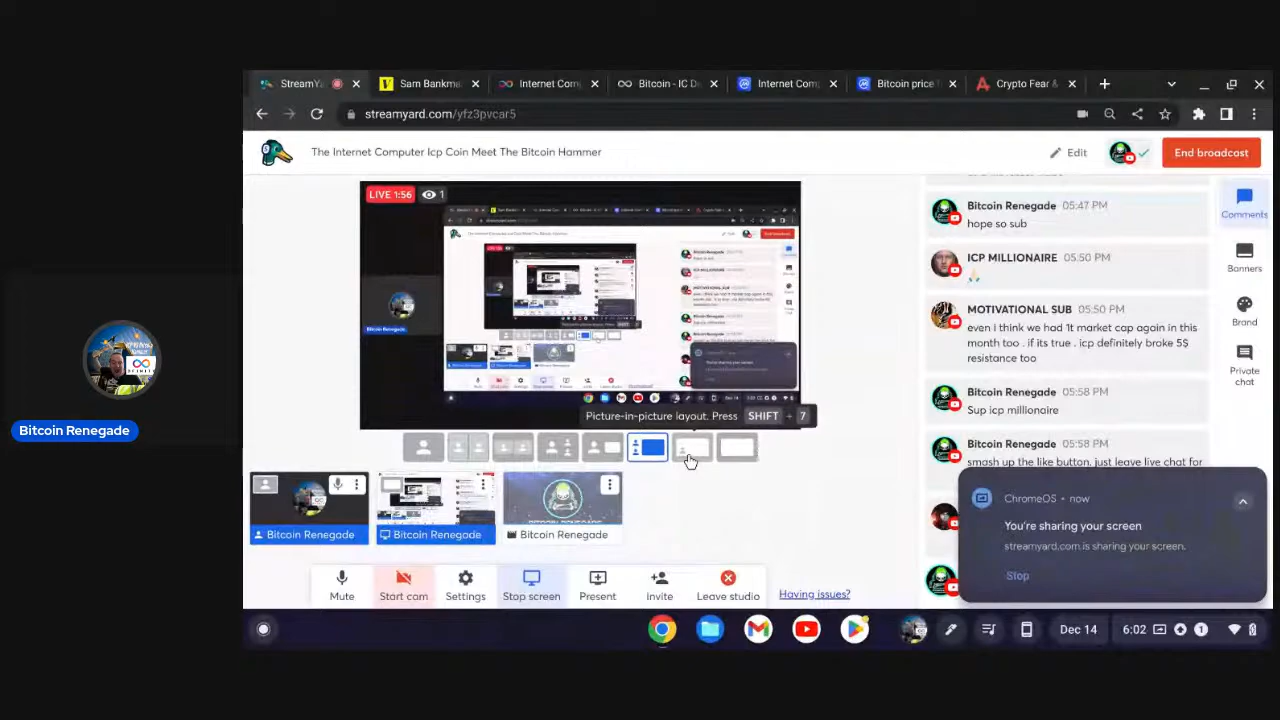 StreamYa
Sam Bankma
Internet Com
Bitcoin - IC D
Internet Com
Bitcoin price T
Crypto Fear &
streamyard.com/yfz3pvcar5
The Internet Computer Icp Coin Meet The Bitcoin Hammer
Edit
End broadcast
LIVE 1:56
1
Bitcoin Renegade 05:47 PM
hope so sub
ICP MILLIONAIRE 05:50 PM
🙏
MOTIVATIONAL SUB 05:50 PM
even i think we had 1t market cap again in this
month too . if its true . icp definitely broke 5$
resistance too
Bitcoin Renegade 05:58 PM
Sup icp millionaire
Bitcoin Renegade 05:58 PM
smash up the like button, just leave live chat for
Comments
Banners
Brand
Private
chat
Bitcoin Renegade
Picture-in-picture layout. Press SHIFT + 7
Bitcoin Renegade
Bitcoin Renegade
Bitcoin Renegade
Bitcoin Renegade
ChromeOS • now
You're sharing your screen
streamyard.com is sharing your screen.
Stop
Mute
Start cam
Settings
Stop screen
Present
Invite
Leave studio
Having issues?
Dec 14
6:02
1